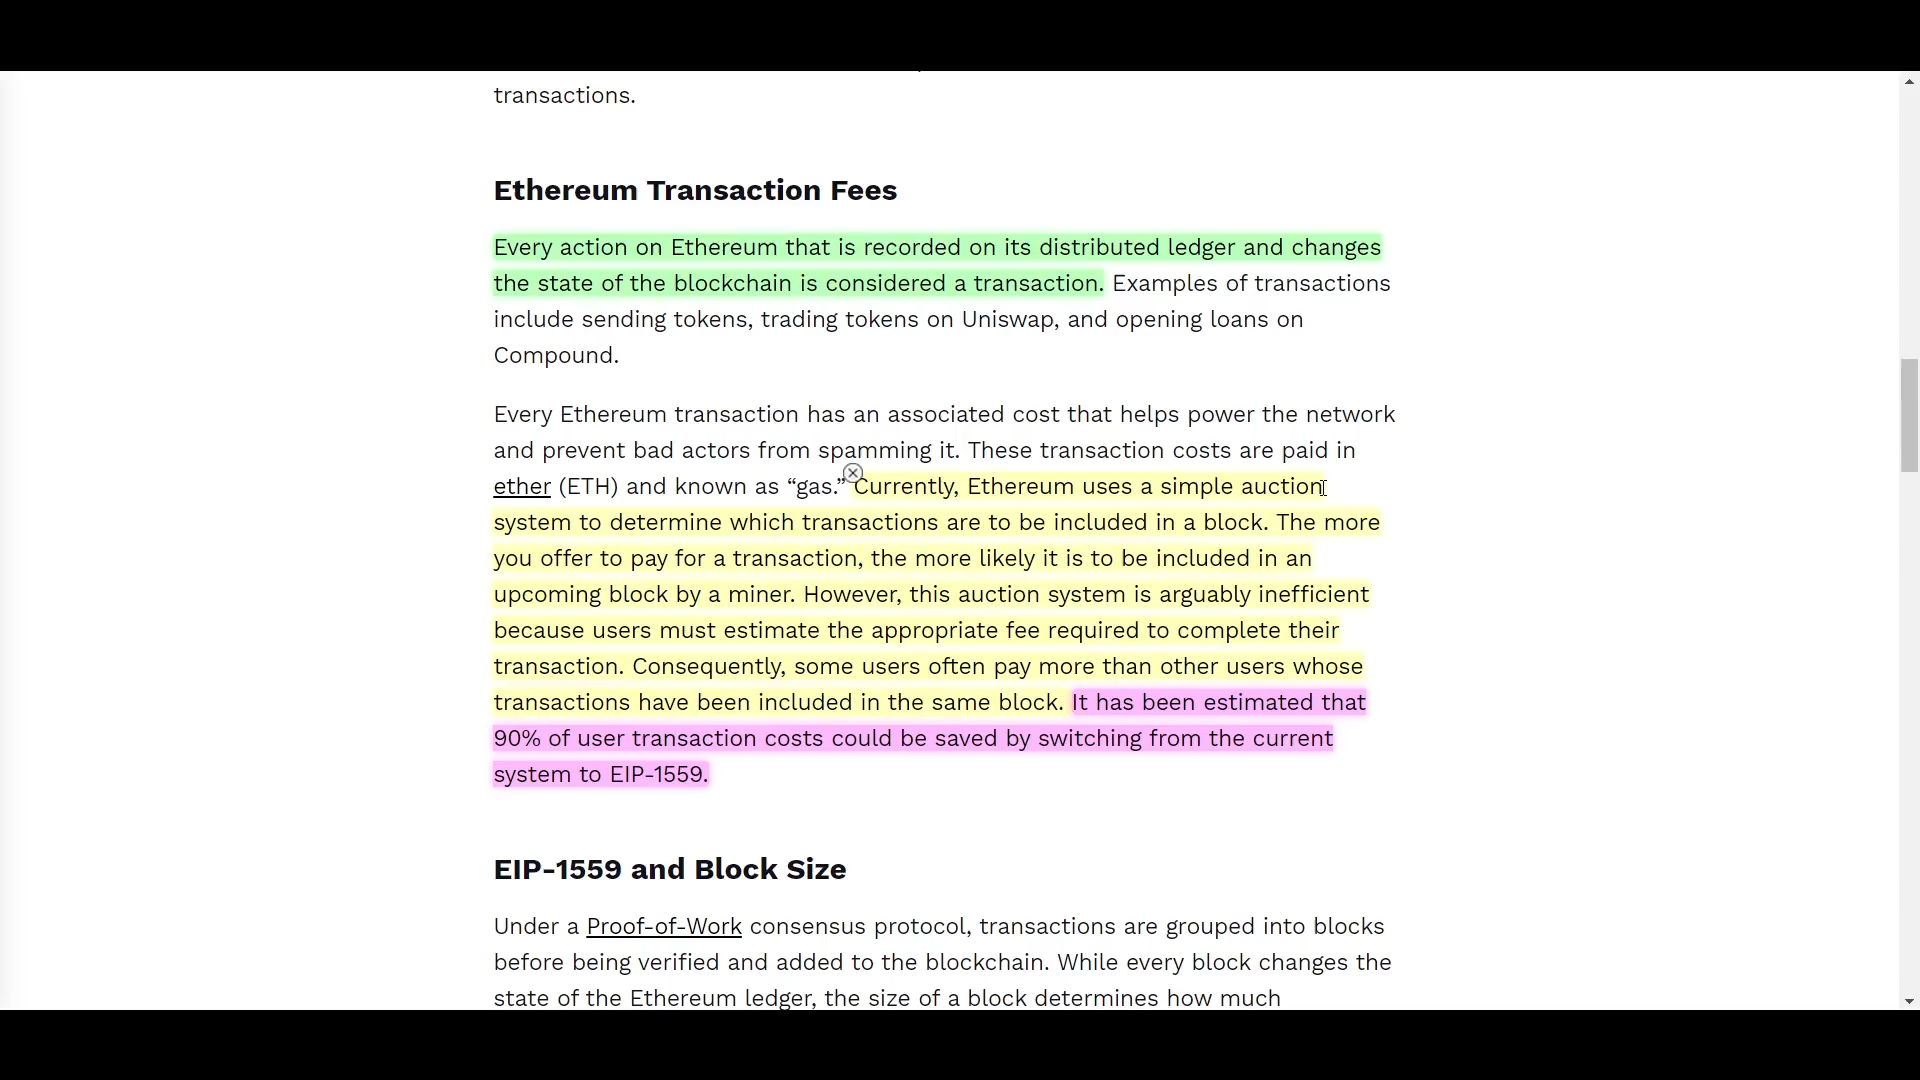 transactions.
Ethereum Transaction Fees
Every action on Ethereum that is recorded on its distributed ledger and changes
the state of the blockchain is considered a transaction. Examples of transactions
include sending tokens, trading tokens on Uniswap, and opening loans on
Compound.
Every Ethereum transaction has an associated cost that helps power the network
and prevent bad actors from spamming it. These transaction costs are paid in
ether (ETH) and known as “gas.” Currently, Ethereum uses a simple auction
system to determine which transactions are to be included in a block. The more
you offer to pay for a transaction, the more likely it is to be included in an
upcoming block by a miner. However, this auction system is arguably inefficient
because users must estimate the appropriate fee required to complete their
transaction. Consequently, some users often pay more than other users whose
transactions have been included in the same block. It has been estimated that
90% of user transaction costs could be saved by switching from the current
system to EIP-1559.
EIP-1559 and Block Size
Under a Proof-of-Work consensus protocol, transactions are grouped into blocks
before being verified and added to the blockchain. While every block changes the
state of the Ethereum ledger, the size of a block determines how much